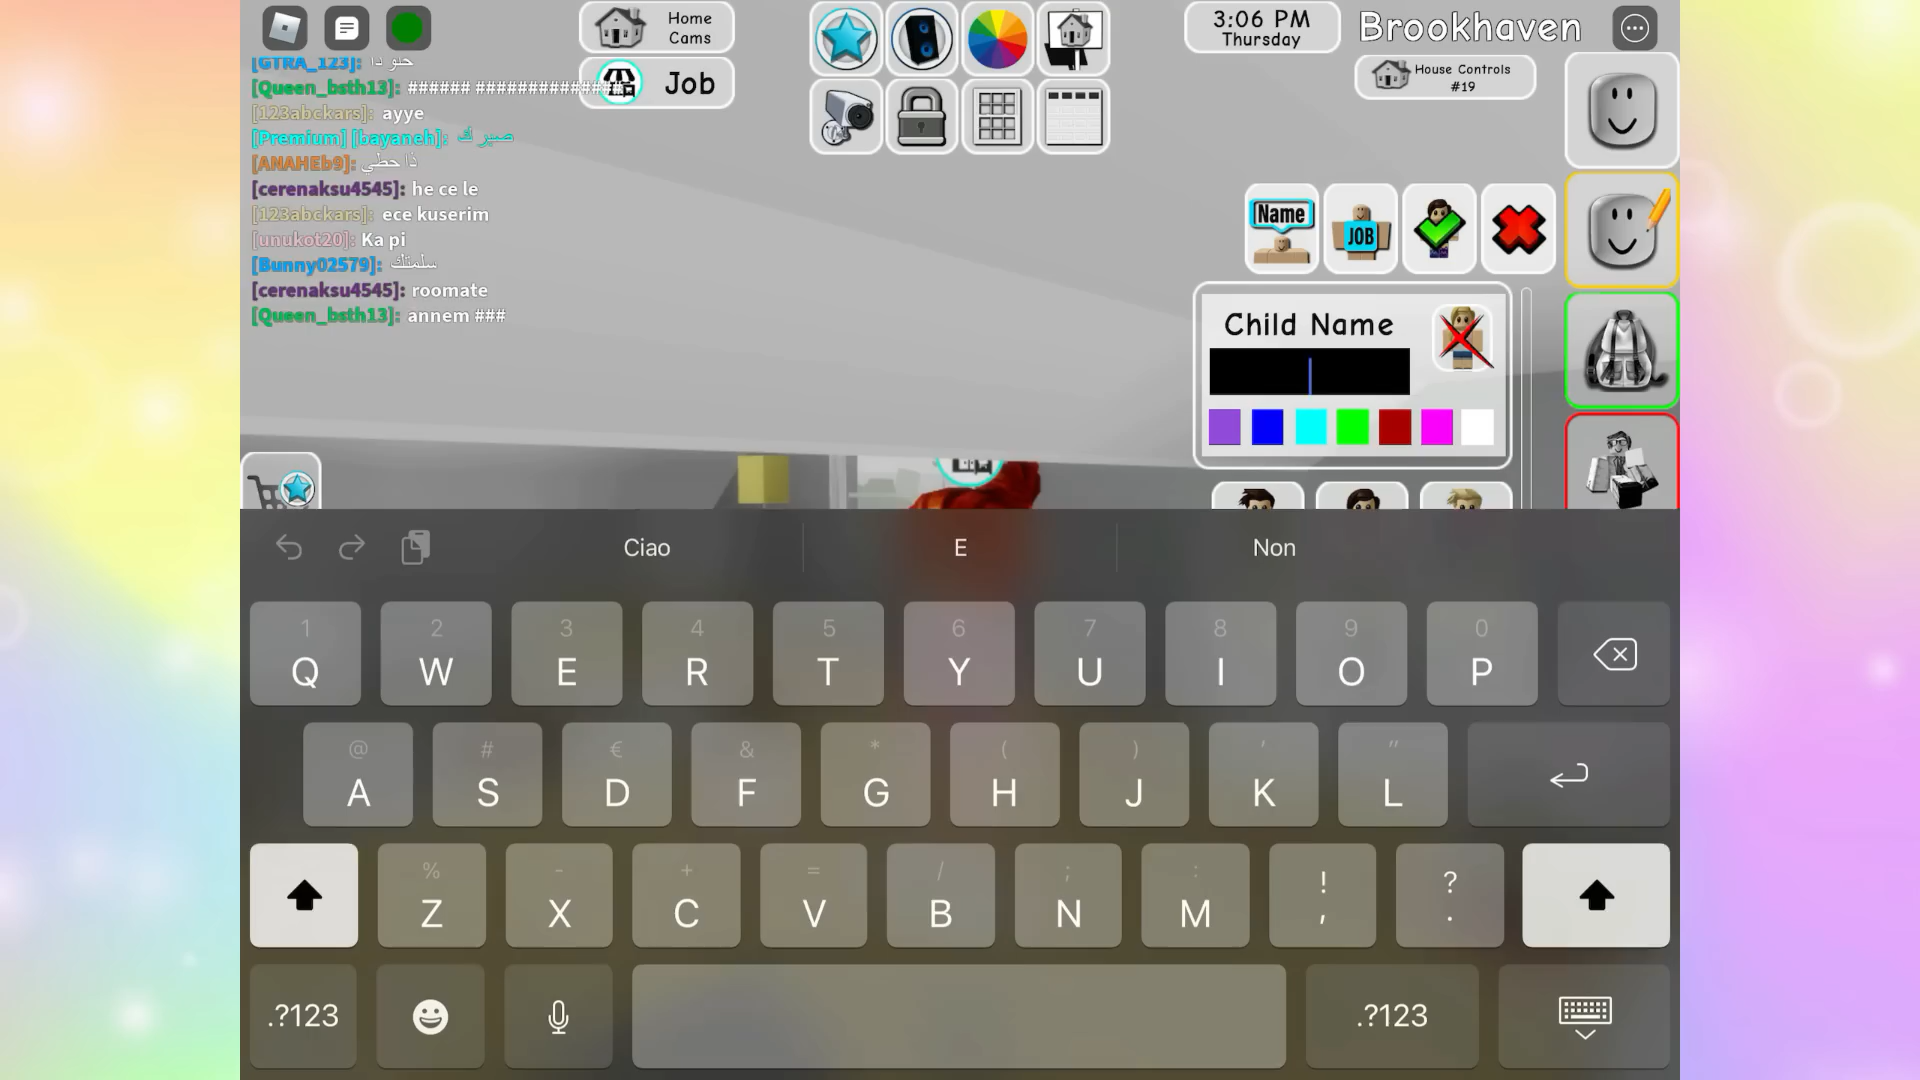 Home
Cams
Job
3:06 PM
Thursday
Brookhaven
House Controls
#19
[GTRA_123]: حلو دا
[Queen_bsth13]: ###### ##############
[123abckars]: ayye
[Premium] [bayaneh]: صبر ك
[ANAHEb9]: ذا حطي
[cerenaksu4545]: he ce le
[123abckars]: ece kuserim
[unukot20]: Ka pi
[Bunny02579]: سلمتك
[cerenaksu4545]: roomate
[Queen_bsth13]: annem ###
Name
JOB
Child Name
Ciao E Non
1 2 3 4 5 6 7 8 9 0
Q W E R T Y U I O P
@ # € & * ( ) ' "
A S D F G H J K L
% - + = / ; : ! ?
Z X C V B N M , .
.?123 .?123